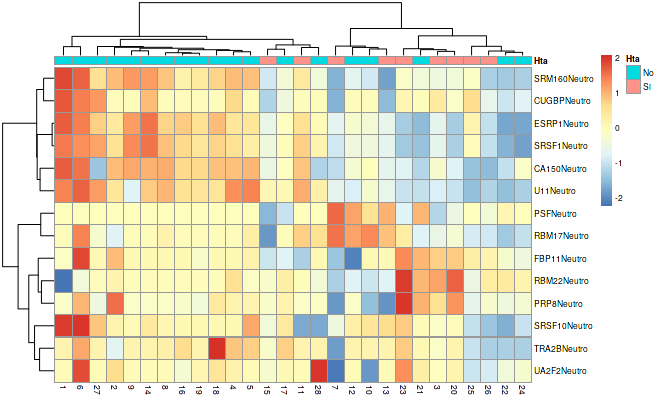 Hta
2
1
0
-1
-2
Hta
No
SI
SRM160Neutro
CUGBPNeutro
ESRP1Neutro
SRSF1Neutro
CA150Neutro
U11Neutro
PSFNeutro
RBM17Neutro
FBP11Neutro
RBM22Neutro
PRP8Neutro
SRSF10Neutro
TRA2BNeutro
UA2F2Neutro
1 6 27 2 9 14 8 16 19 18 4 5 15 17 11 28 7 12 10 13 23 21 3 20 25 26 22 24